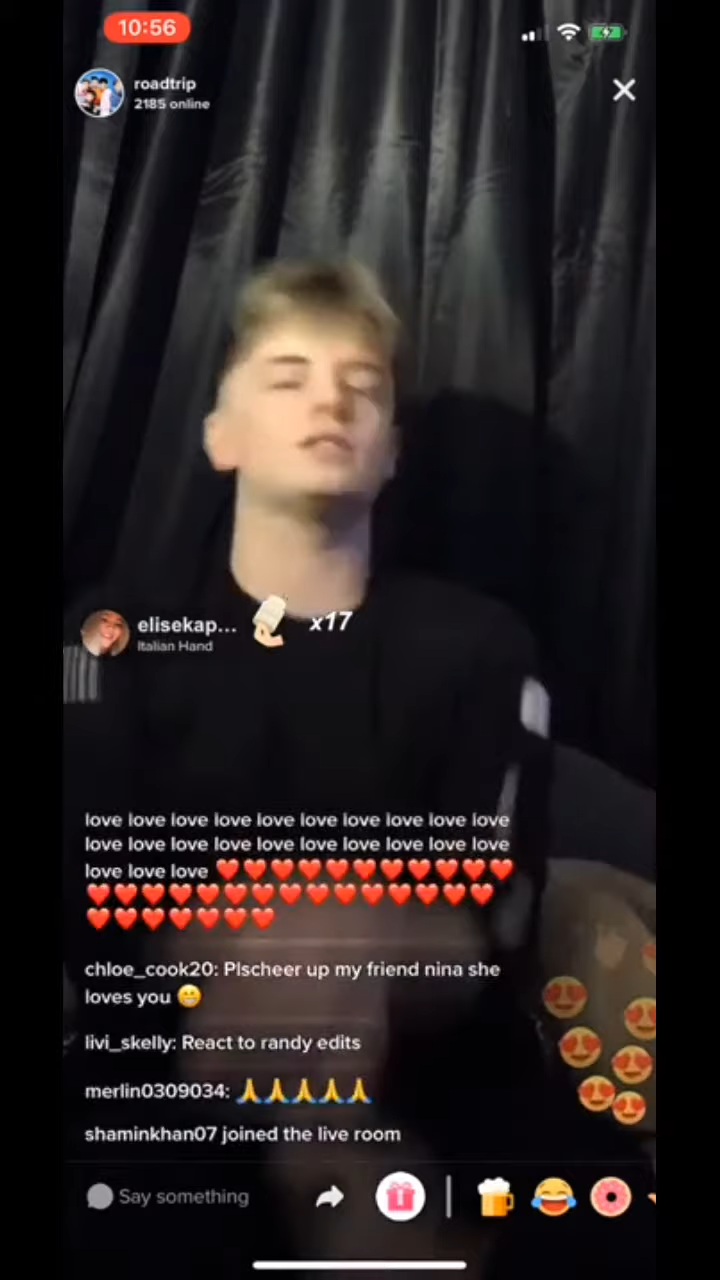 10:56
roadtrip
2185 online
elisekap...
x17
Italian Hand
love love love love love love love love love love
love love love love love love love love love love
love love love ❤️❤️❤️❤️❤️❤️❤️❤️❤️❤️❤️
❤️❤️❤️❤️❤️❤️❤️❤️❤️❤️❤️❤️❤️❤️❤️
❤️❤️❤️❤️❤️❤️❤️
chloe_cook20: Plscheer up my friend nina she
loves you 😁
livi_skelly: React to randy edits
merlin0309034: 🙏🙏🙏🙏🙏
shaminkhan07 joined the live room
Say something